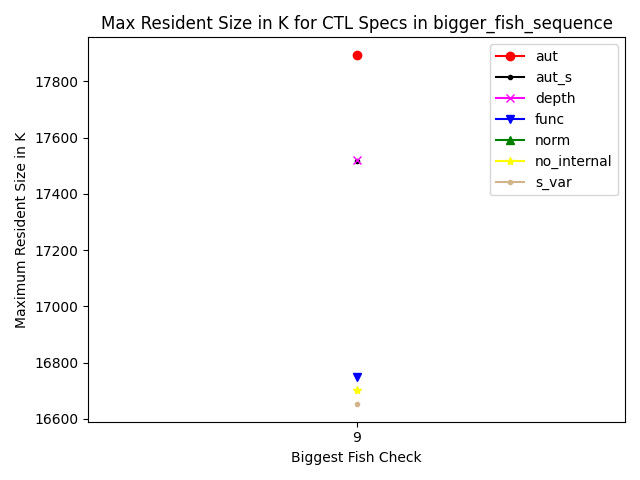 Max Resident Size in K for CTL Specs in bigger_fish_sequence
Maximum Resident Size in K
17800
17600
17400
17200
17000
16800
16600
aut
aut_s
depth
func
norm
no_internal
s_var
9
Biggest Fish Check